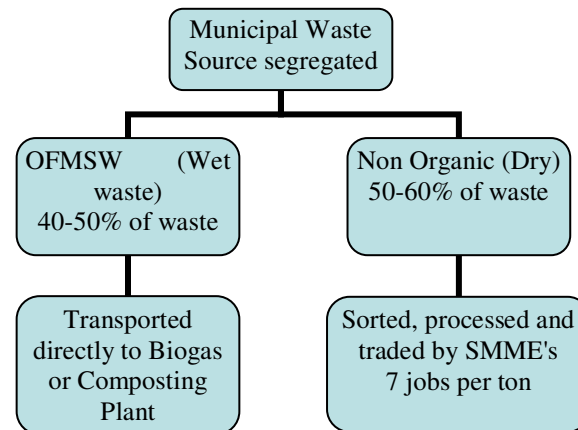 Municipal Waste
Source segregated
OFMSW (Wet
waste)
40-50% of waste
Non Organic (Dry)
50-60% of waste
Transported
directly to Biogas
or Composting
Plant
Sorted, processed and
traded by SMME's
7 jobs per ton